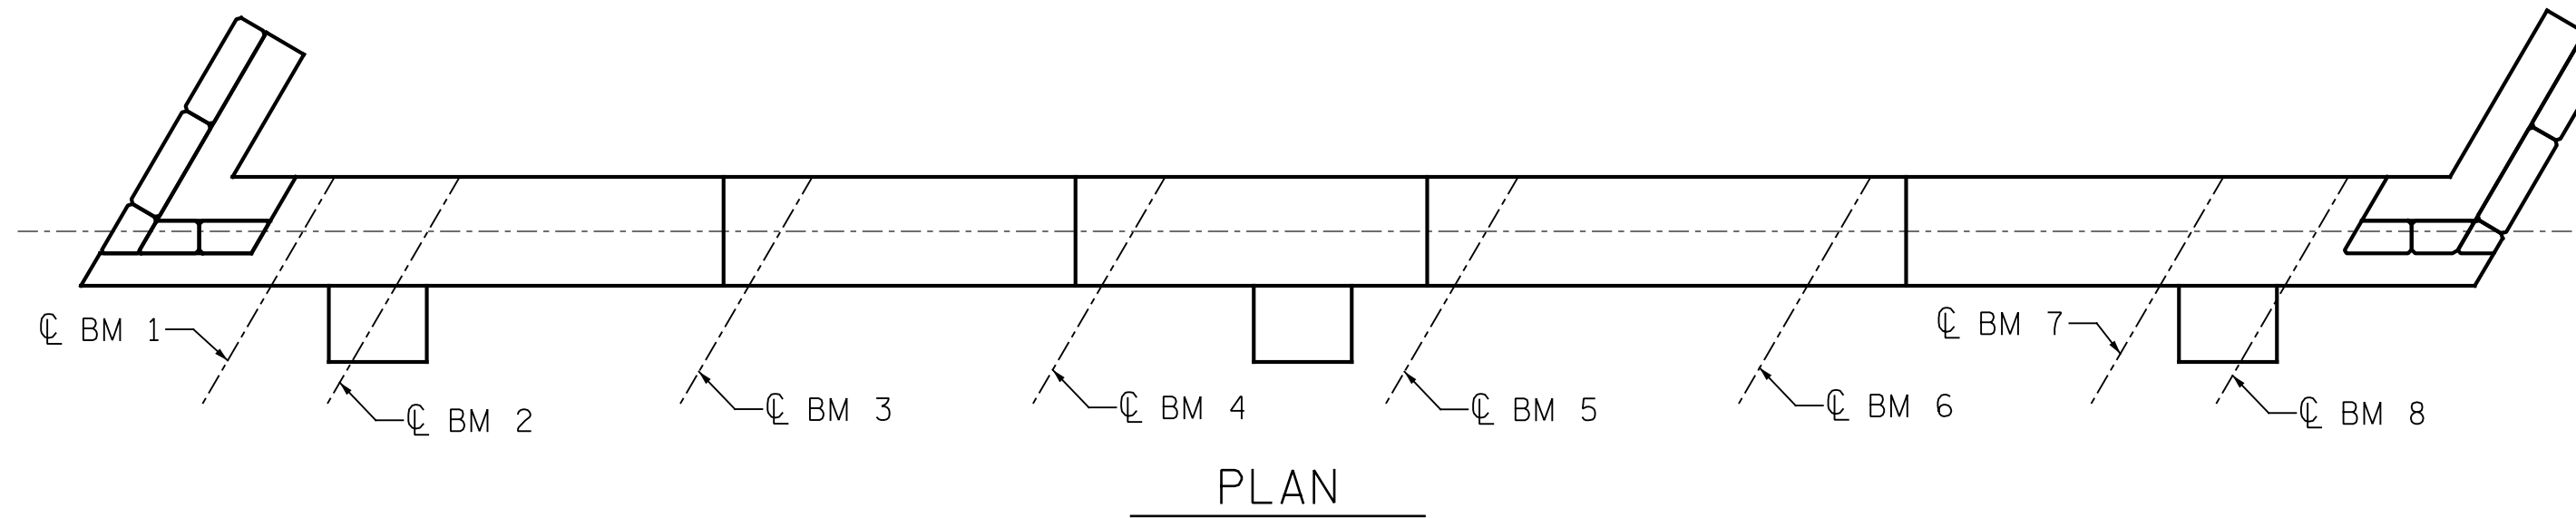 ℄ BM 1
℄ BM 2
℄ BM 3
℄ BM 4
℄ BM 5
℄ BM 6
℄ BM 7
℄ BM 8
PLAN